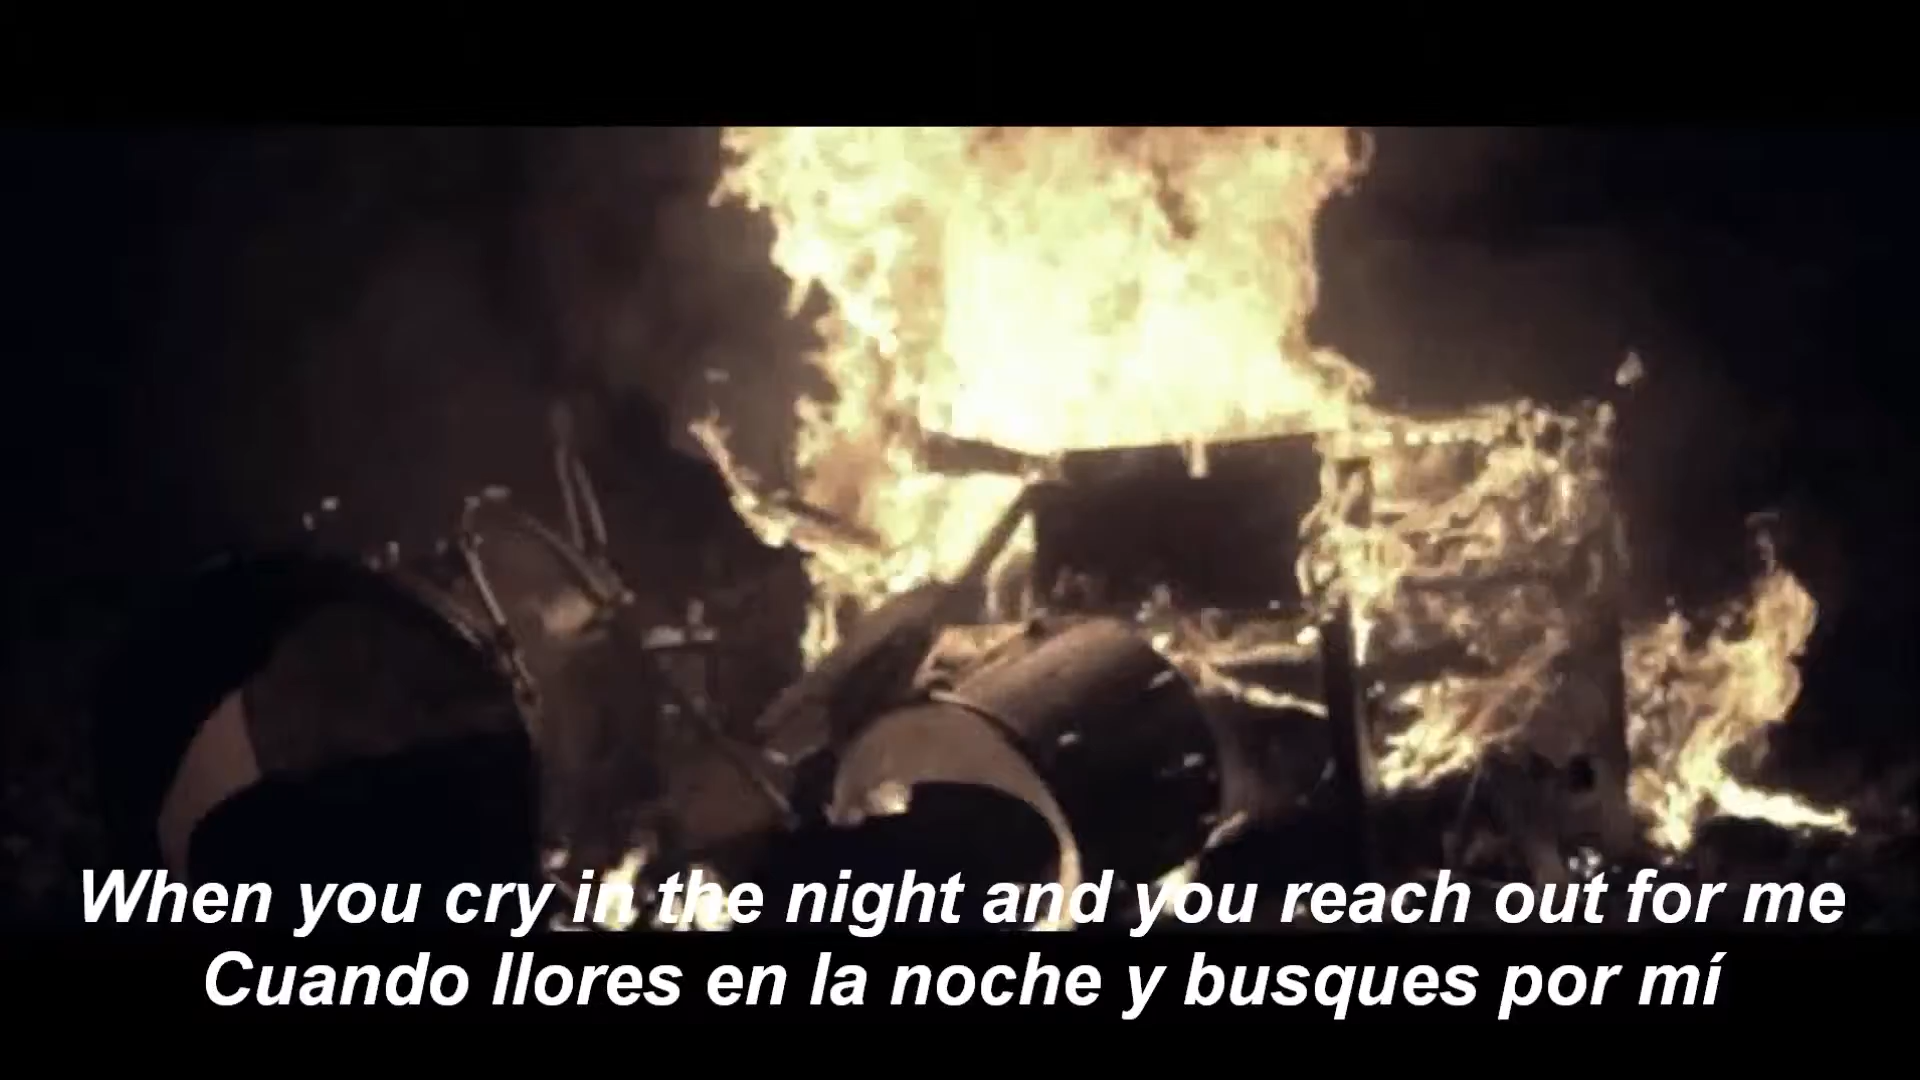 When you cry in the night and you reach out for me
Cuando llores en la noche y busques por mí